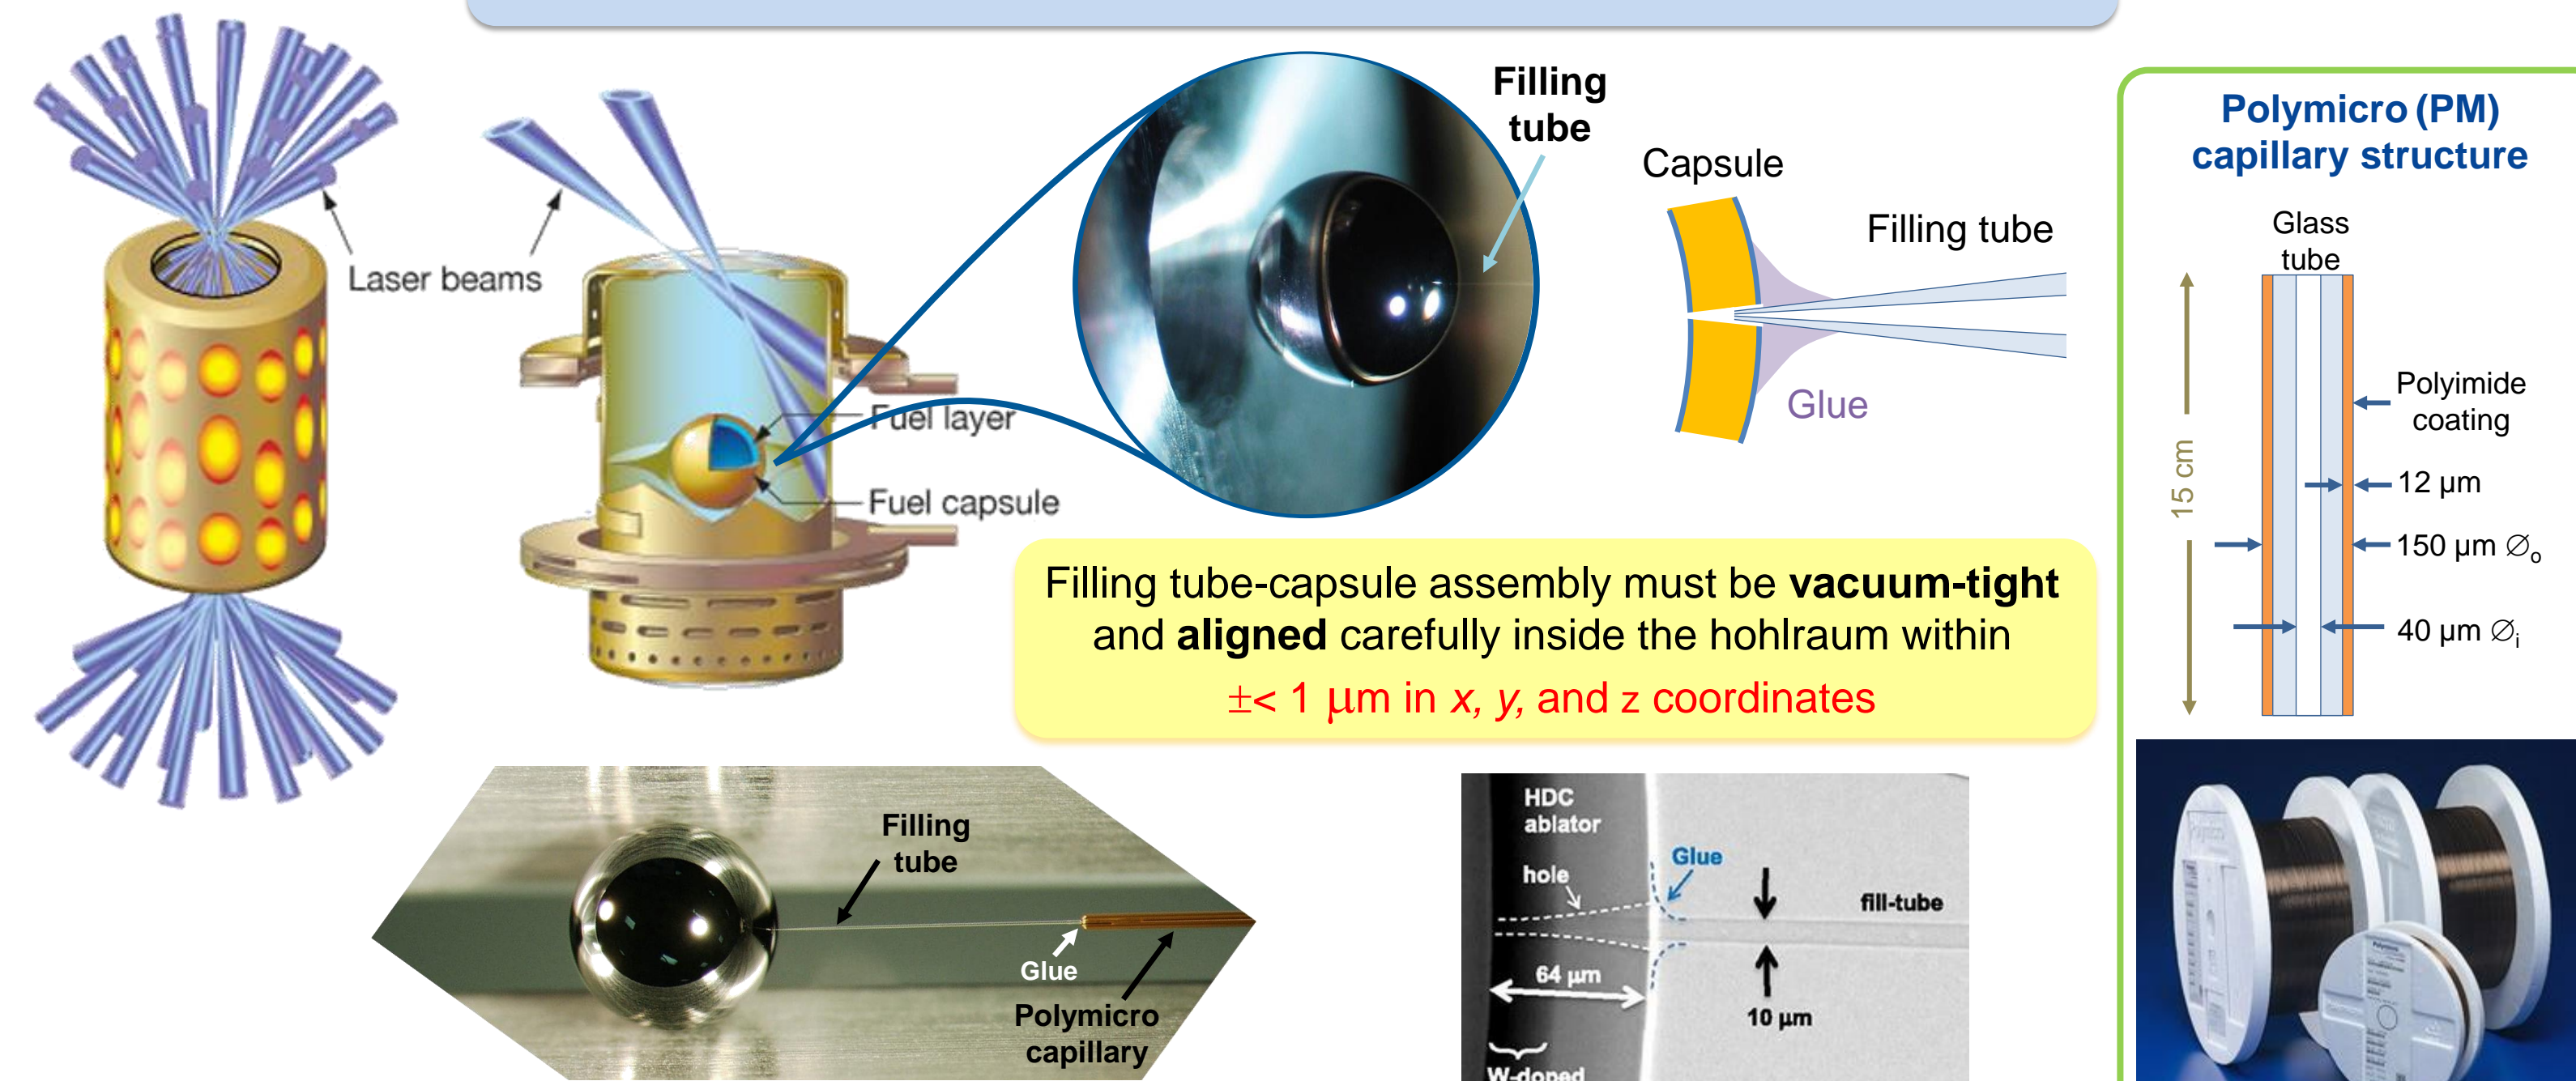 Laser beams
Fuel layer
Fuel capsule
Filling
tube
Capsule
Filling tube
Glue
Filling tube-capsule assembly must be vacuum-tight
and aligned carefully inside the hohlraum within
±< 1 μm in x, y, and z coordinates
Filling
tube
Glue
Polymicro
capillary
HDC
ablator
hole
Glue
fill-tube
64 μm
10 μm
W-doped
Polymicro (PM)
capillary structure
Glass
tube
Polyimide
coating
15 cm
12 μm
150 μm ∅o
40 μm ∅i